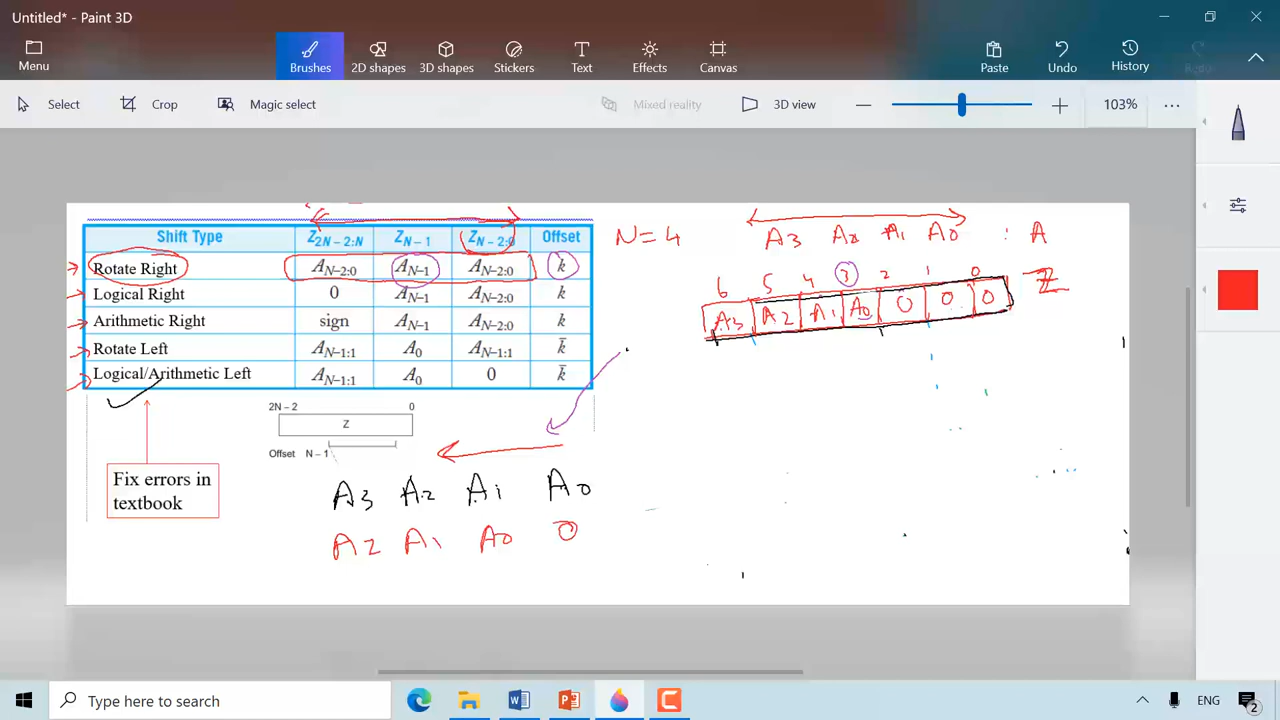 Untitled* - Paint 3D
Menu
Brushes
2D shapes
3D shapes
Stickers
Text
Effects
Canvas
Paste
Undo
History
Redo
Select
Crop
Magic select
Mixed reality
3D view
103%
Shift Type Z2N – 2:N ZN – 1 ZN – 2:0 Offset
Rotate Right AN–2:0 AN–1 AN–2:0 k
Logical Right 0 AN–1 AN–2:0 k
Arithmetic Right sign AN–1 AN–2:0 k
Rotate Left AN–1:1 A0 AN–1:1 k̅
Logical/Arithmetic Left AN–1:1 A0 0 k̅
2N – 2 0
Z
Offset N – 1
Fix errors in
textbook
A3 A2 A1 A0
A2 A1 A0 0
N=4
A3 A2 A1 A0 : A
6 5 4 3 2 1 0
A3 A2 A1 A0 0 0 0
Z
Type here to search
ENG
2